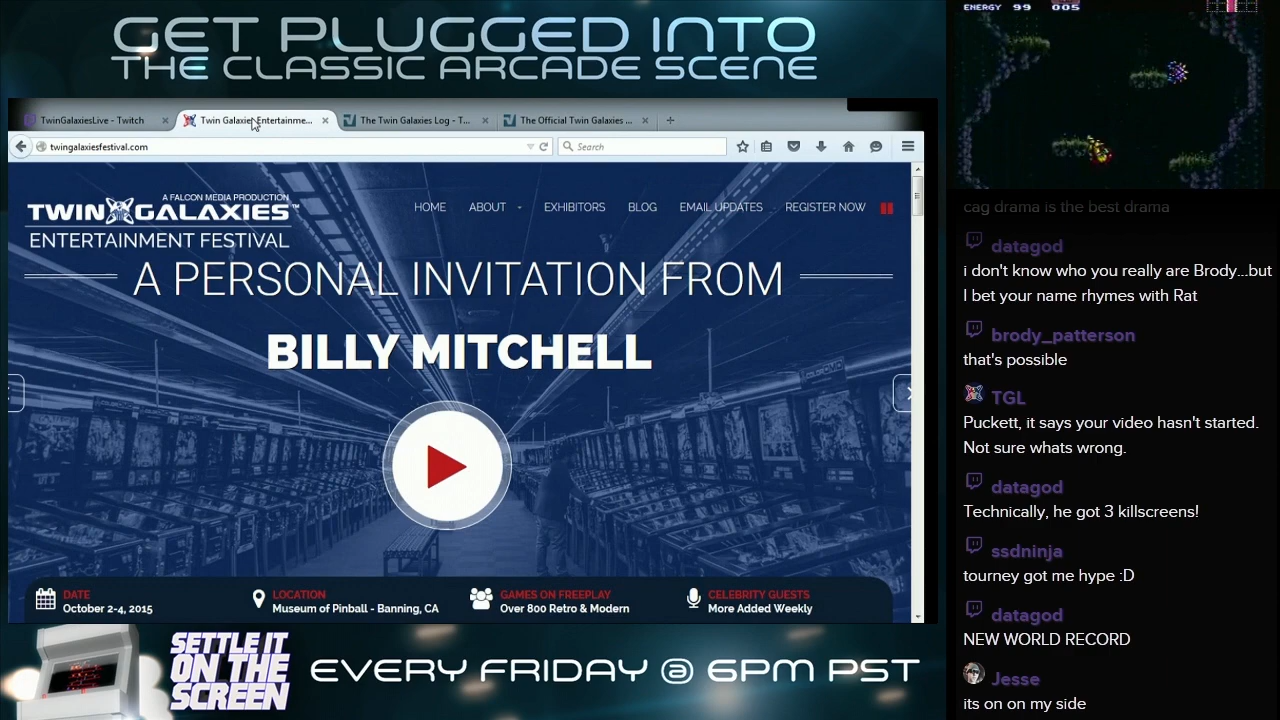 GET PLUGGED INTO
THE CLASSIC ARCADE SCENE
TwinGalaxiesLive - Twitch
Twin Galaxies Entertainme...
The Twin Galaxies Log - T...
The Official Twin Galaxies ...
twingalaxiesfestival.com
Search
A FALCON MEDIA PRODUCTION
TWIN GALAXIES™
ENTERTAINMENT FESTIVAL
HOME
ABOUT
EXHIBITORS
BLOG
EMAIL UPDATES
REGISTER NOW
A PERSONAL INVITATION FROM
BILLY MITCHELL
DATE
October 2-4, 2015
LOCATION
Museum of Pinball - Banning, CA
GAMES ON FREEPLAY
Over 800 Retro & Modern
CELEBRITY GUESTS
More Added Weekly
SETTLE IT
ON THE
SCREEN
EVERY FRIDAY @ 6PM PST
ENERGY 99 005
cag drama is the best drama
datagod
i don't know who you really are Brody...but
I bet your name rhymes with Rat
brody_patterson
that's possible
TGL
Puckett, it says your video hasn't started.
Not sure whats wrong.
datagod
Technically, he got 3 killscreens!
ssdninja
tourney got me hype :D
datagod
NEW WORLD RECORD
Jesse
its on on my side